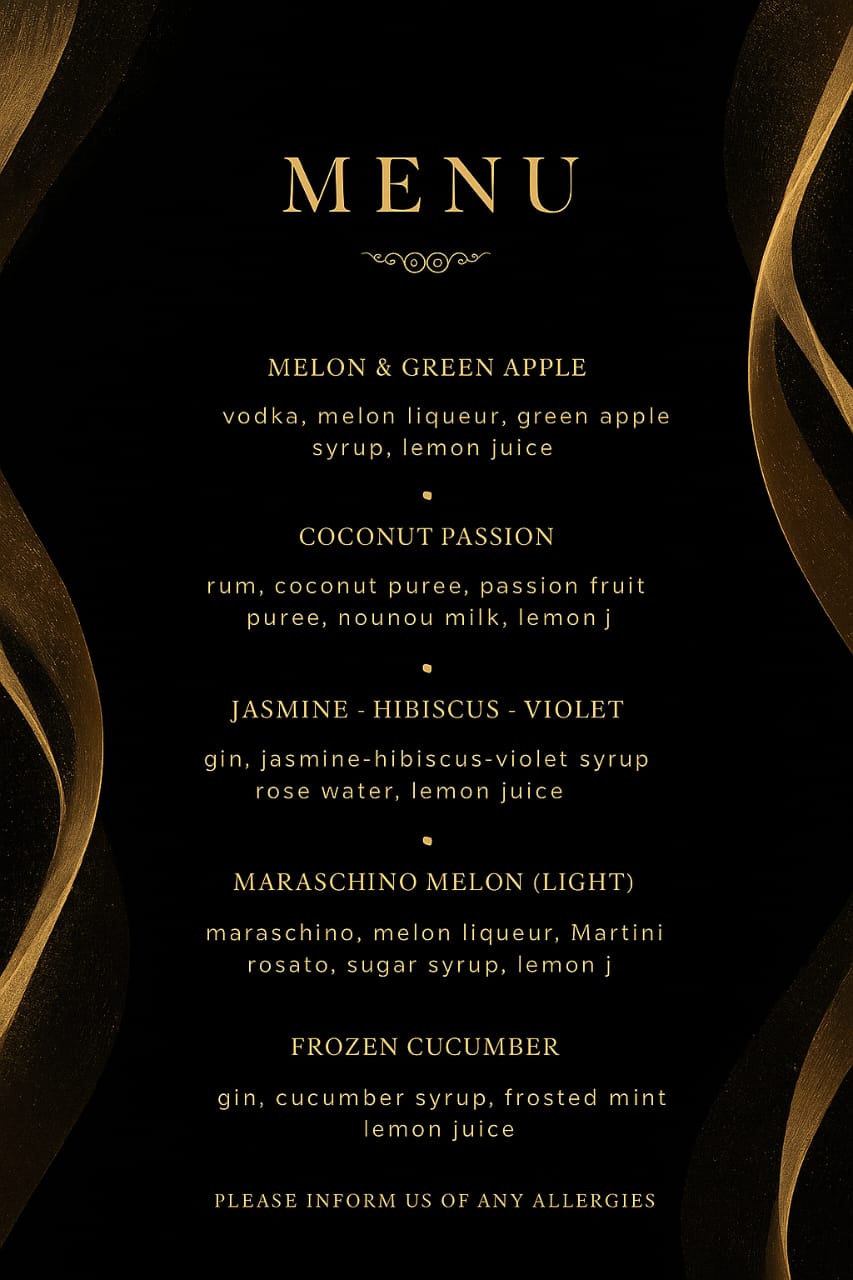 MENU
MELON & GREEN APPLE
vodka, melon liqueur, green apple
syrup, lemon juice
COCONUT PASSION
rum, coconut puree, passion fruit
puree, nounou milk, lemon j
JASMINE - HIBISCUS - VIOLET
gin, jasmine-hibiscus-violet syrup
rose water, lemon juice
MARASCHINO MELON (LIGHT)
maraschino, melon liqueur, Martini
rosato, sugar syrup, lemon j
FROZEN CUCUMBER
gin, cucumber syrup, frosted mint
lemon juice
PLEASE INFORM US OF ANY ALLERGIES